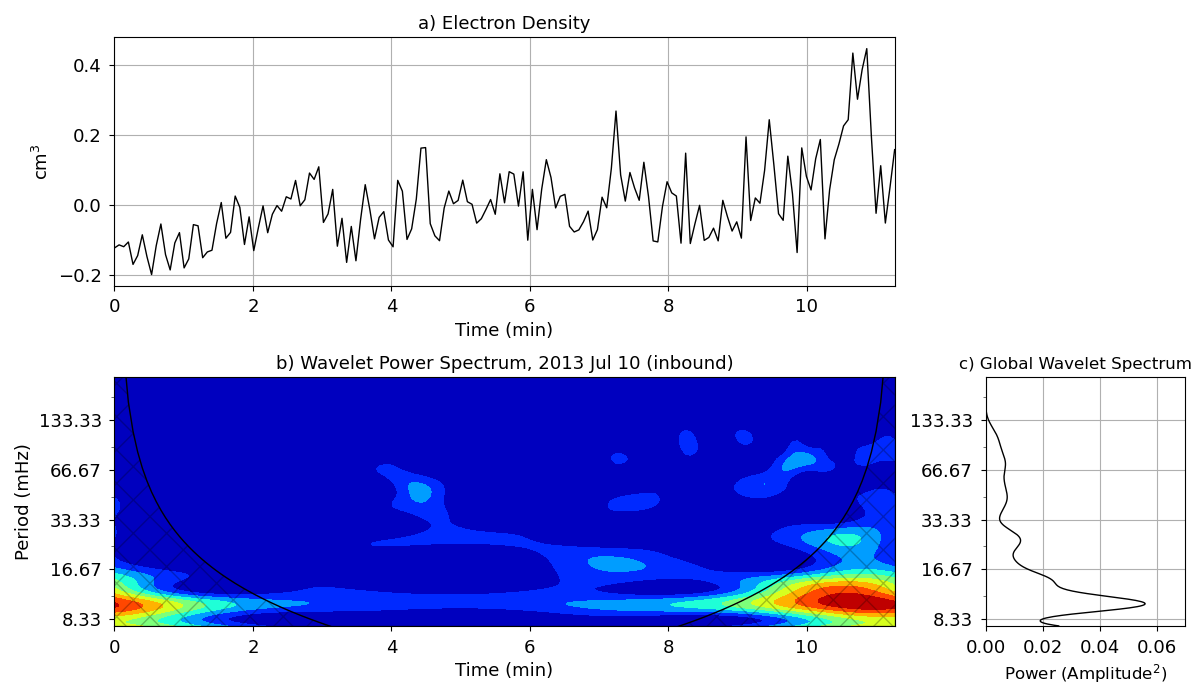 a) Electron Density
cm³
0.4
0.2
0.0
−0.2
0 2 4 6 8 10
Time (min)
b) Wavelet Power Spectrum, 2013 Jul 10 (inbound)
Period (mHz)
133.33
66.67
33.33
16.67
8.33
0 2 4 6 8 10
Time (min)
c) Global Wavelet Spectrum
133.33
66.67
33.33
16.67
8.33
0.00 0.02 0.04 0.06
Power (Amplitude²)